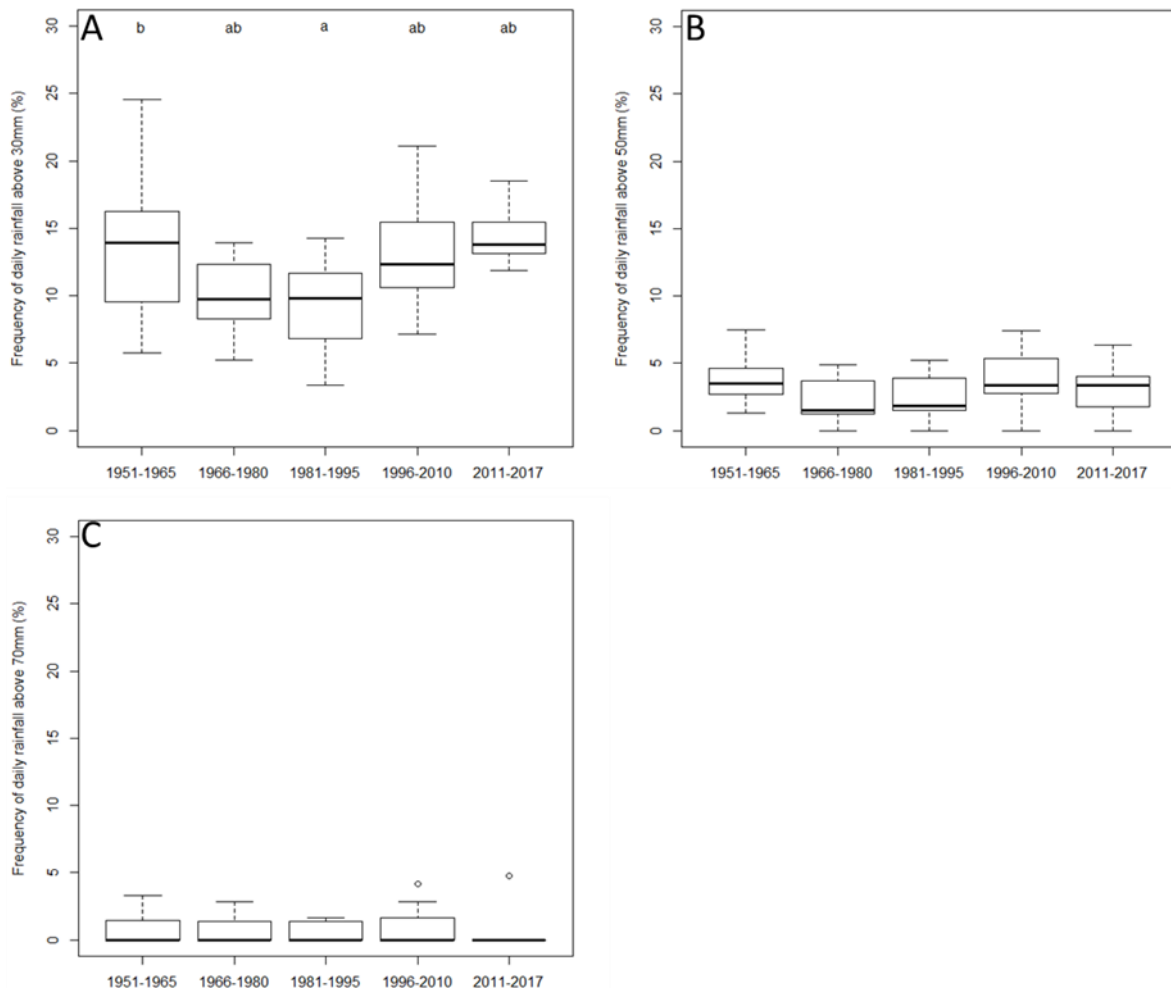 A
b ab a ab ab
Frequency of daily rainfall above 30mm (%)
30
25
20
15
10
5
0
1951-1965 1966-1980 1981-1995 1996-2010 2011-2017
B
Frequency of daily rainfall above 50mm (%)
30
25
20
15
10
5
0
1951-1965 1966-1980 1981-1995 1996-2010 2011-2017
C
Frequency of daily rainfall above 70mm (%)
30
25
20
15
10
5
0
1951-1965 1966-1980 1981-1995 1996-2010 2011-2017